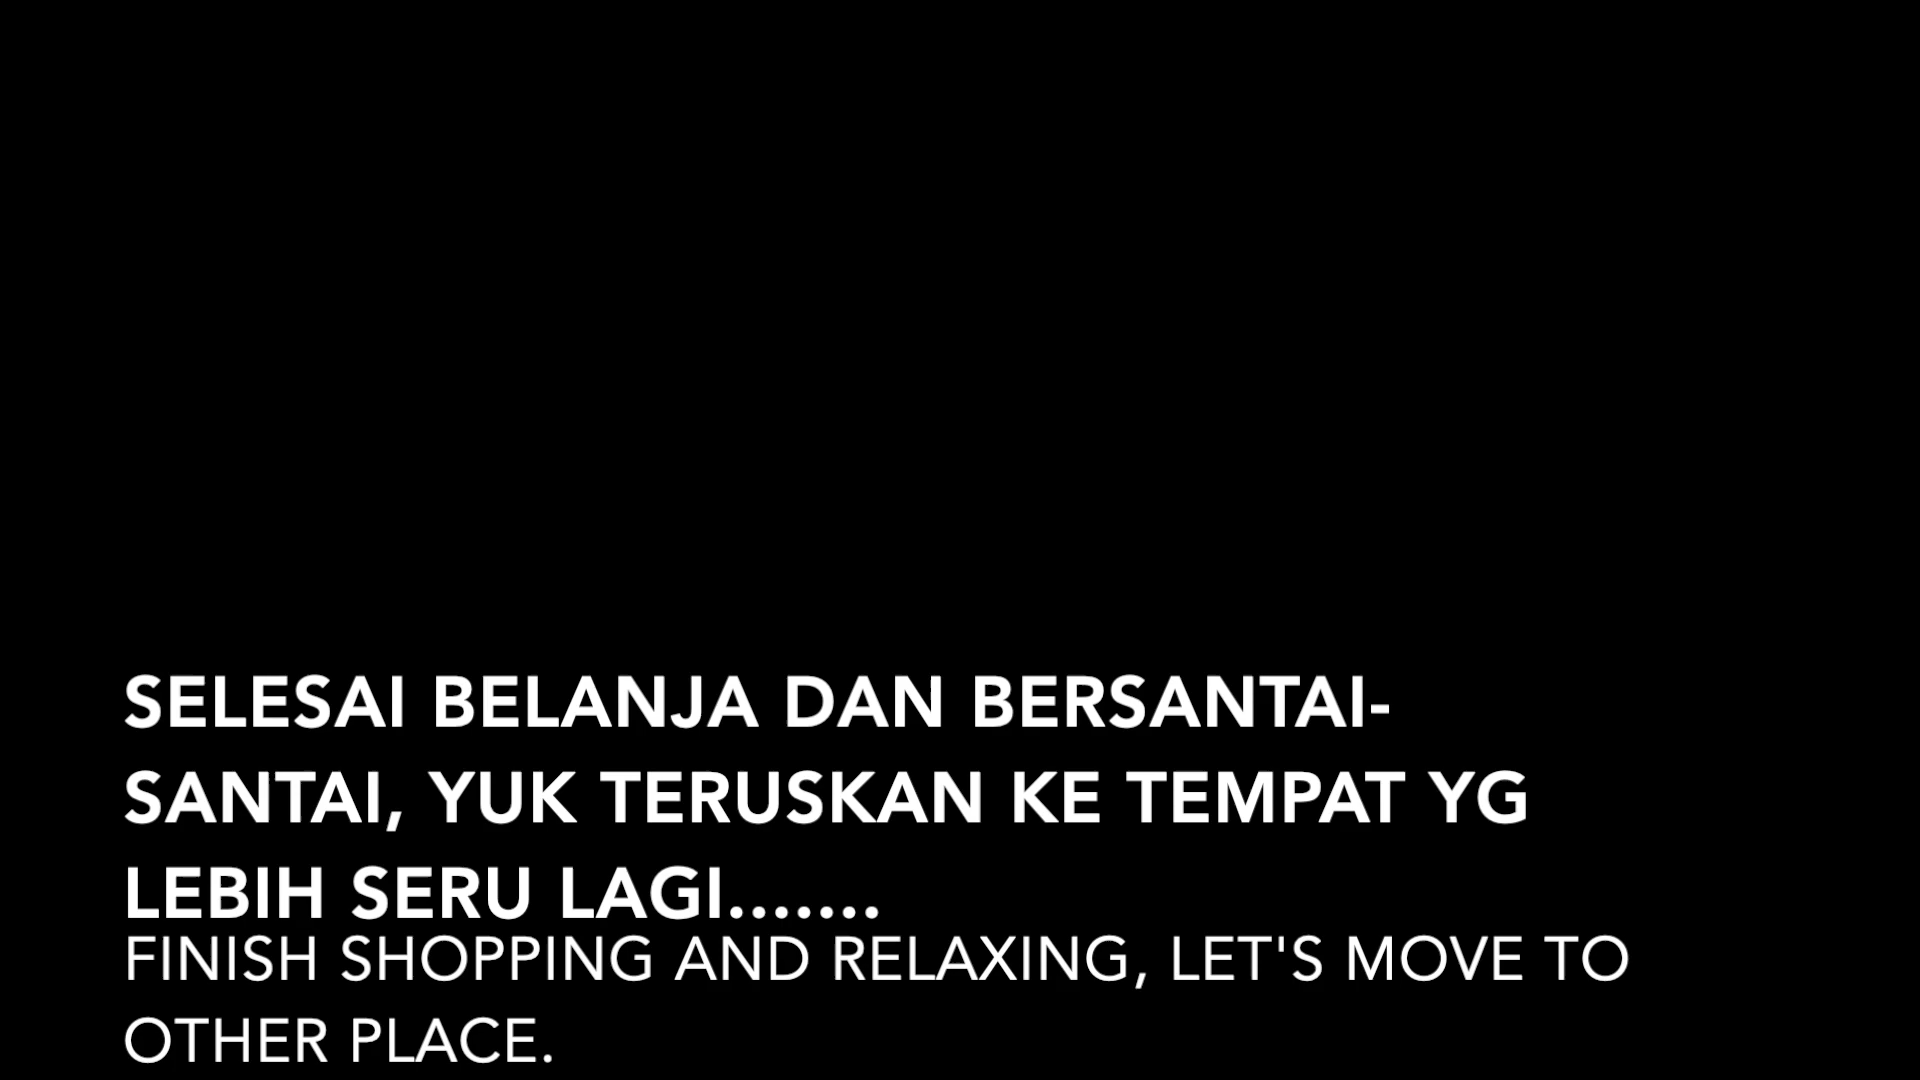 SELESAI BELANJA DAN BERSANTAI-
SANTAI, YUK TERUSKAN KE TEMPAT YG
LEBIH SERU LAGI.......
FINISH SHOPPING AND RELAXING, LET'S MOVE TO
OTHER PLACE.